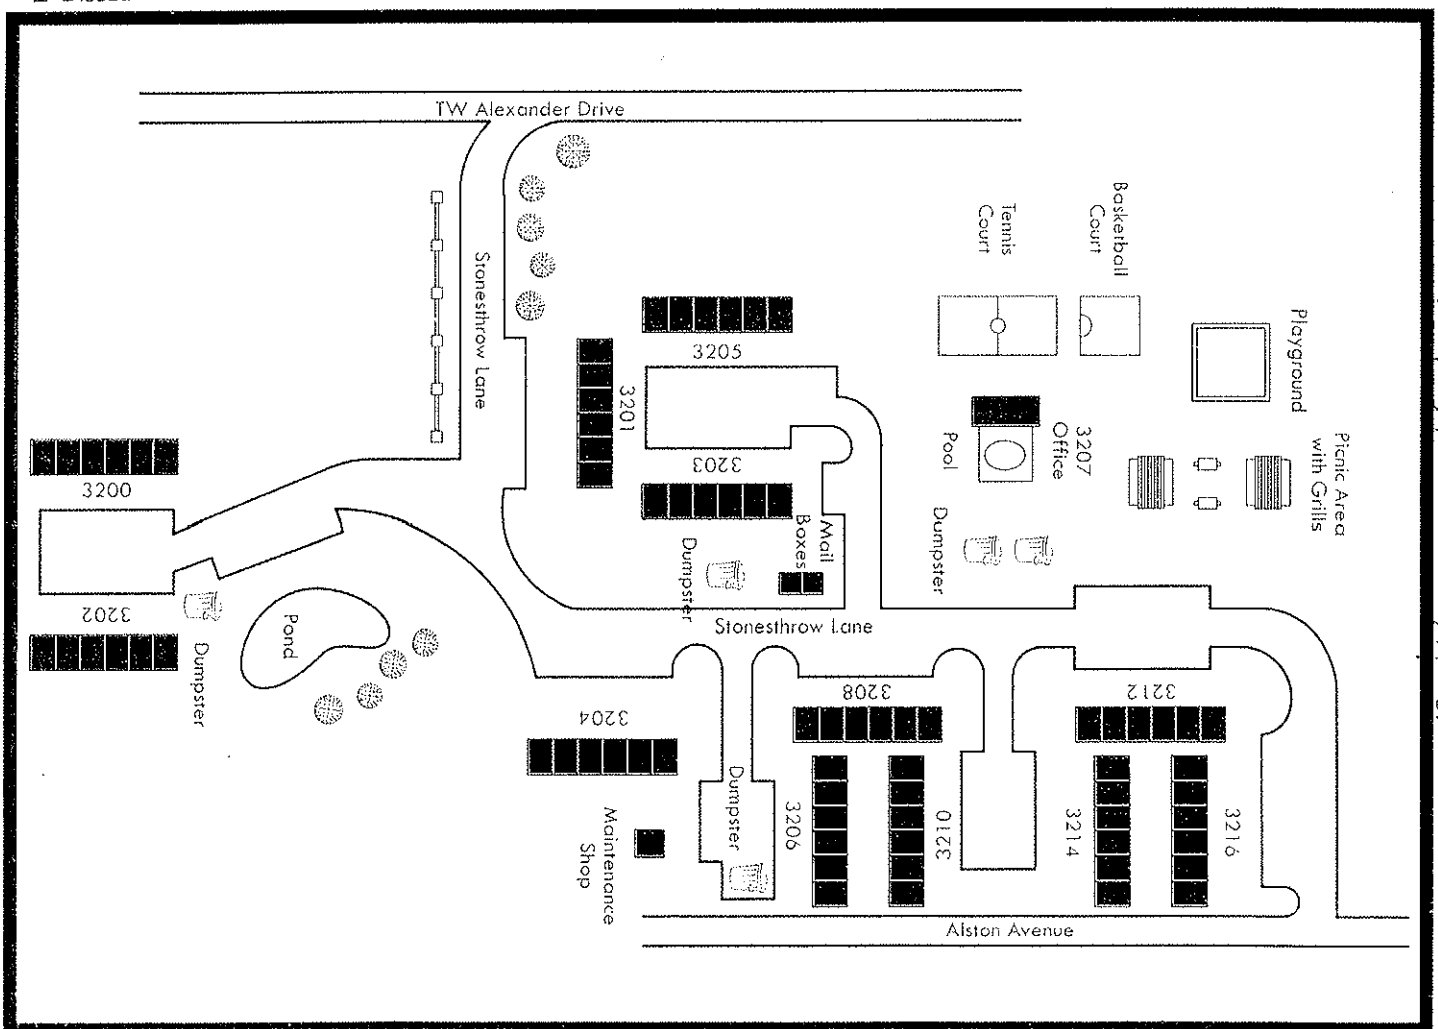 TW Alexander Drive
Stonesthrow Lane
Basketball
Court
Tennis
Court
Playground
3205
3201
3203
3207
Office
Pool
Picnic Area
with Grills
Mail
Boxes
Dumpster
Dumpster
3200
3202
Dumpster
Pond
Stonesthrow Lane
3204
3208
3212
Dumpster
3206
3210
3214
3216
Maintenance
Shop
Alston Avenue